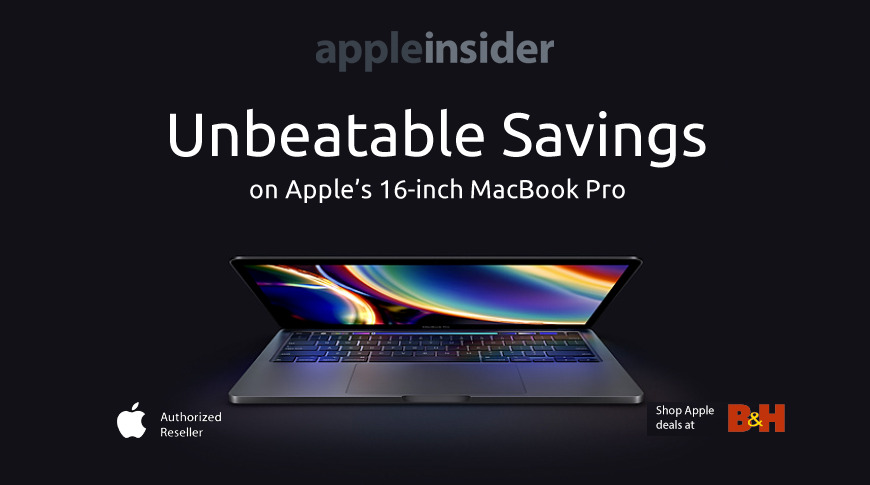 appleinsider
Unbeatable Savings
on Apple’s 16-inch MacBook Pro
Authorized
Reseller
Shop Apple
deals at
B&H